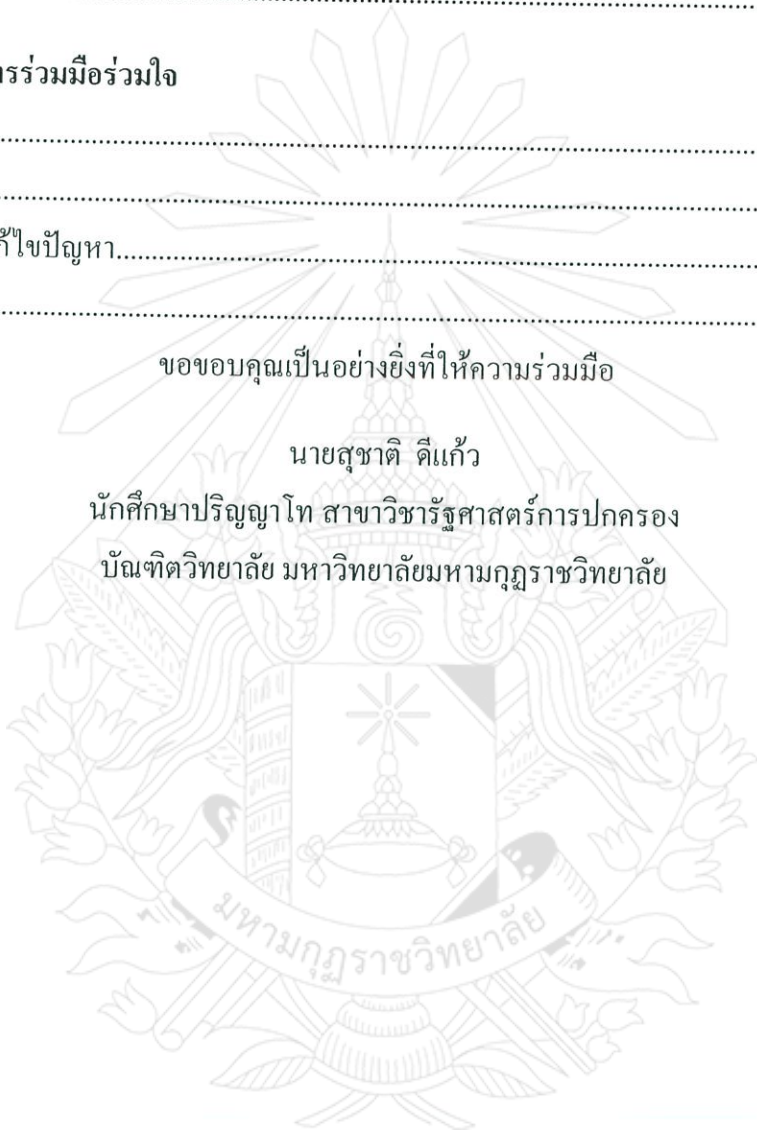 .....................................................................
รร่วมมือร่วมใจ
.....................................................................
.....................................................................
ก้ไขปัญหา.....................................................................
.....................................................................
ขอขอบคุณเป็นอย่างยิ่งที่ให้ความร่วมมือ
นายสุชาติ ดีแก้ว
นักศึกษาปริญญาโท สาขาวิชารัฐศาสตร์การปกครอง
บัณฑิตวิทยาลัย มหาวิทยาลัยมหามกุฏราชวิทยาลัย
มหามกุฏราชวิทยาลัย